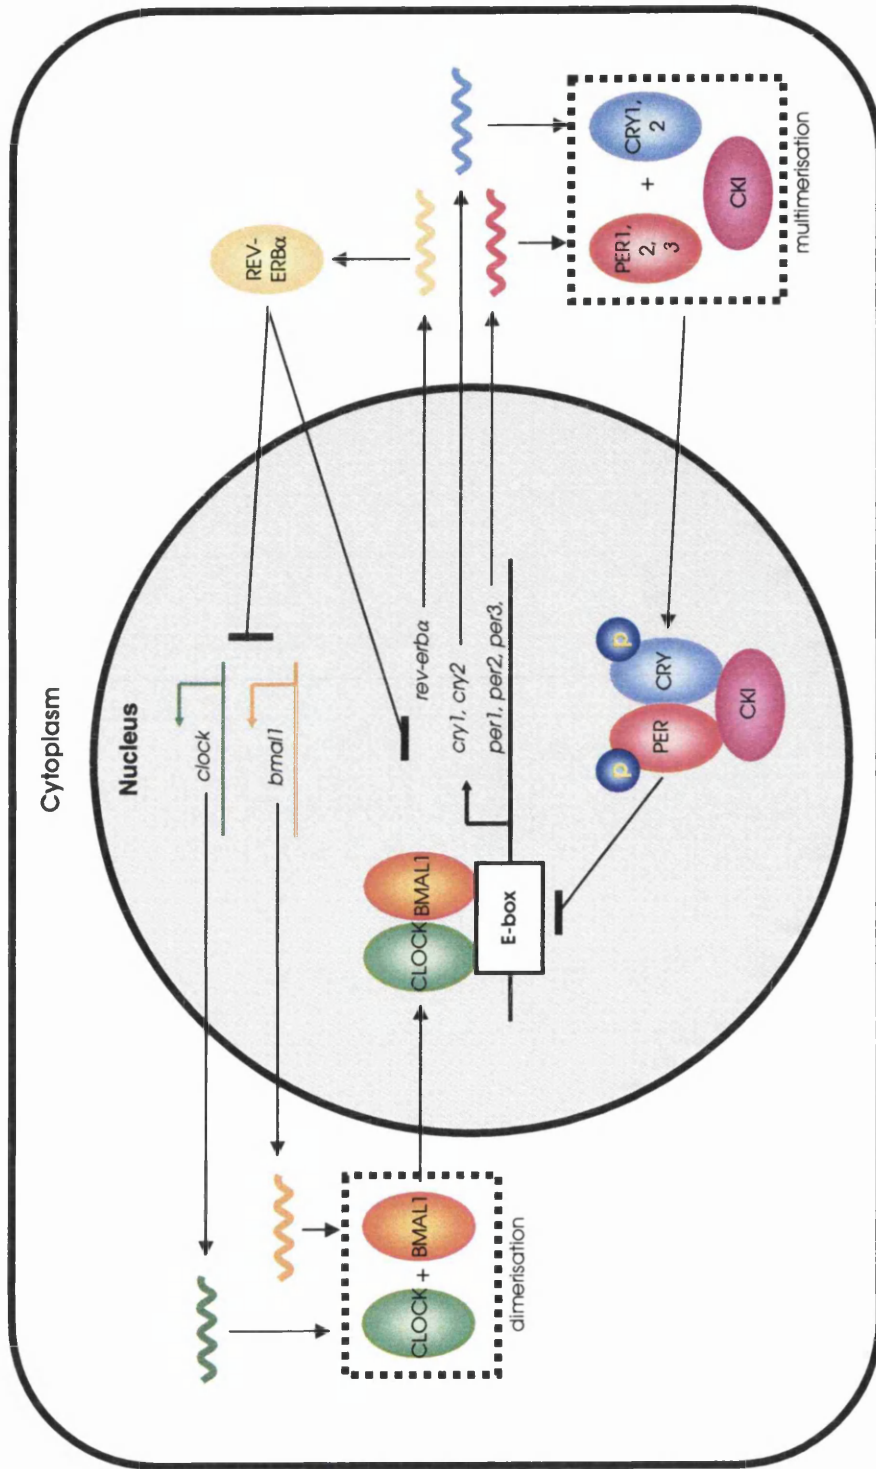 Cytoplasm
Nucleus
clock
bmal1
REV-
ERBα
rev-erbα
cry1, cry2
per1, per2, per3,
CLOCK
BMAL1
E-box
CLOCK + BMAL1
dimerisation
PER1,
2,
3
+
CRY1,
2
CKI
multimerisation
p
p
PER
CRY
CKI